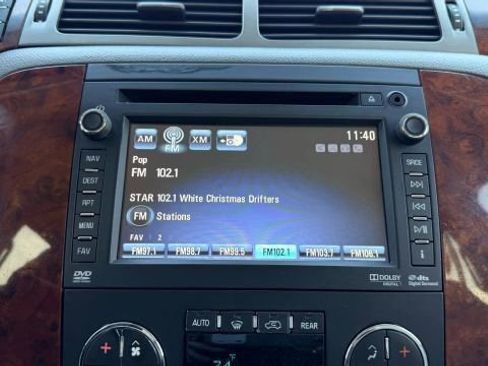 AM FM XM
11:40
Pop
FM 102.1
STAR 102.1 White Christmas Drifters
FM Stations
FAV 2
FM97.1 FM98.7 FM99.5 FM102.1 FM103.7 FM106.1
NAV
DEST
RPT
MENU
FAV
SRCE
i
DVD
DOLBY
DIGITAL
dts
Digital Surround
AUTO
REAR